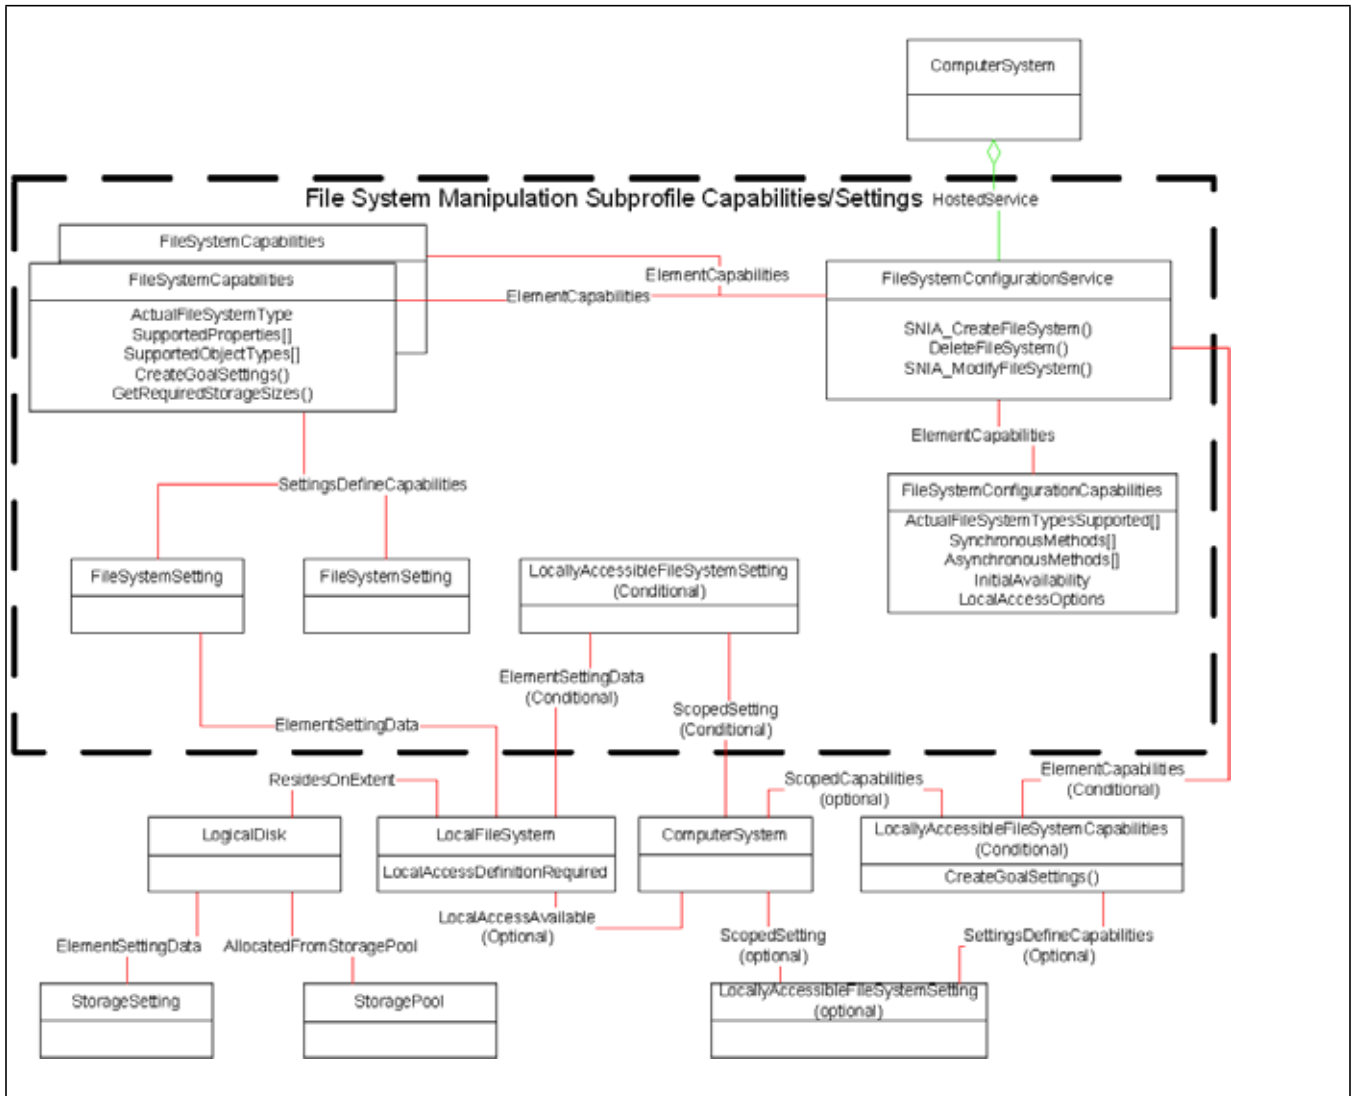 ComputerSystem
File System Manipulation Subprofile Capabilities/Settings
HostedService
FileSystemCapabilities
FileSystemCapabilities
ActualFileSystemType
SupportedProperties[]
SupportedObjectTypes[]
CreateGoalSettings()
GetRequiredStorageSizes()
ElementCapabilities
ElementCapabilities
FileSystemConfigurationService
SNIA_CreateFileSystem()
DeleteFileSystem()
SNIA_ModifyFileSystem()
ElementCapabilities
SettingsDefineCapabilities
FileSystemConfigurationCapabilities
ActualFileSystemTypesSupported[]
SynchronousMethods[]
AsynchronousMethods[]
InitialAvailability
LocalAccessOptions
FileSystemSetting
FileSystemSetting
LocallyAccessibleFileSystemSetting
(Conditional)
ElementSettingData
(Conditional)
ScopedSetting
(Conditional)
ElementSettingData
ResidesOnExtent
ScopedCapabilities
(optional)
ElementCapabilities
(Conditional)
LogicalDisk
LocalFileSystem
LocalAccessDefinitionRequired
ComputerSystem
LocallyAccessibleFileSystemCapabilities
(Conditional)
CreateGoalSettings()
LocalAccessAvailable
(Optional)
ElementSettingData
AllocatedFromStoragePool
ScopedSetting
(optional)
SettingsDefineCapabilities
(Optional)
StorageSetting
StoragePool
LocallyAccessibleFileSystemSetting
(optional)